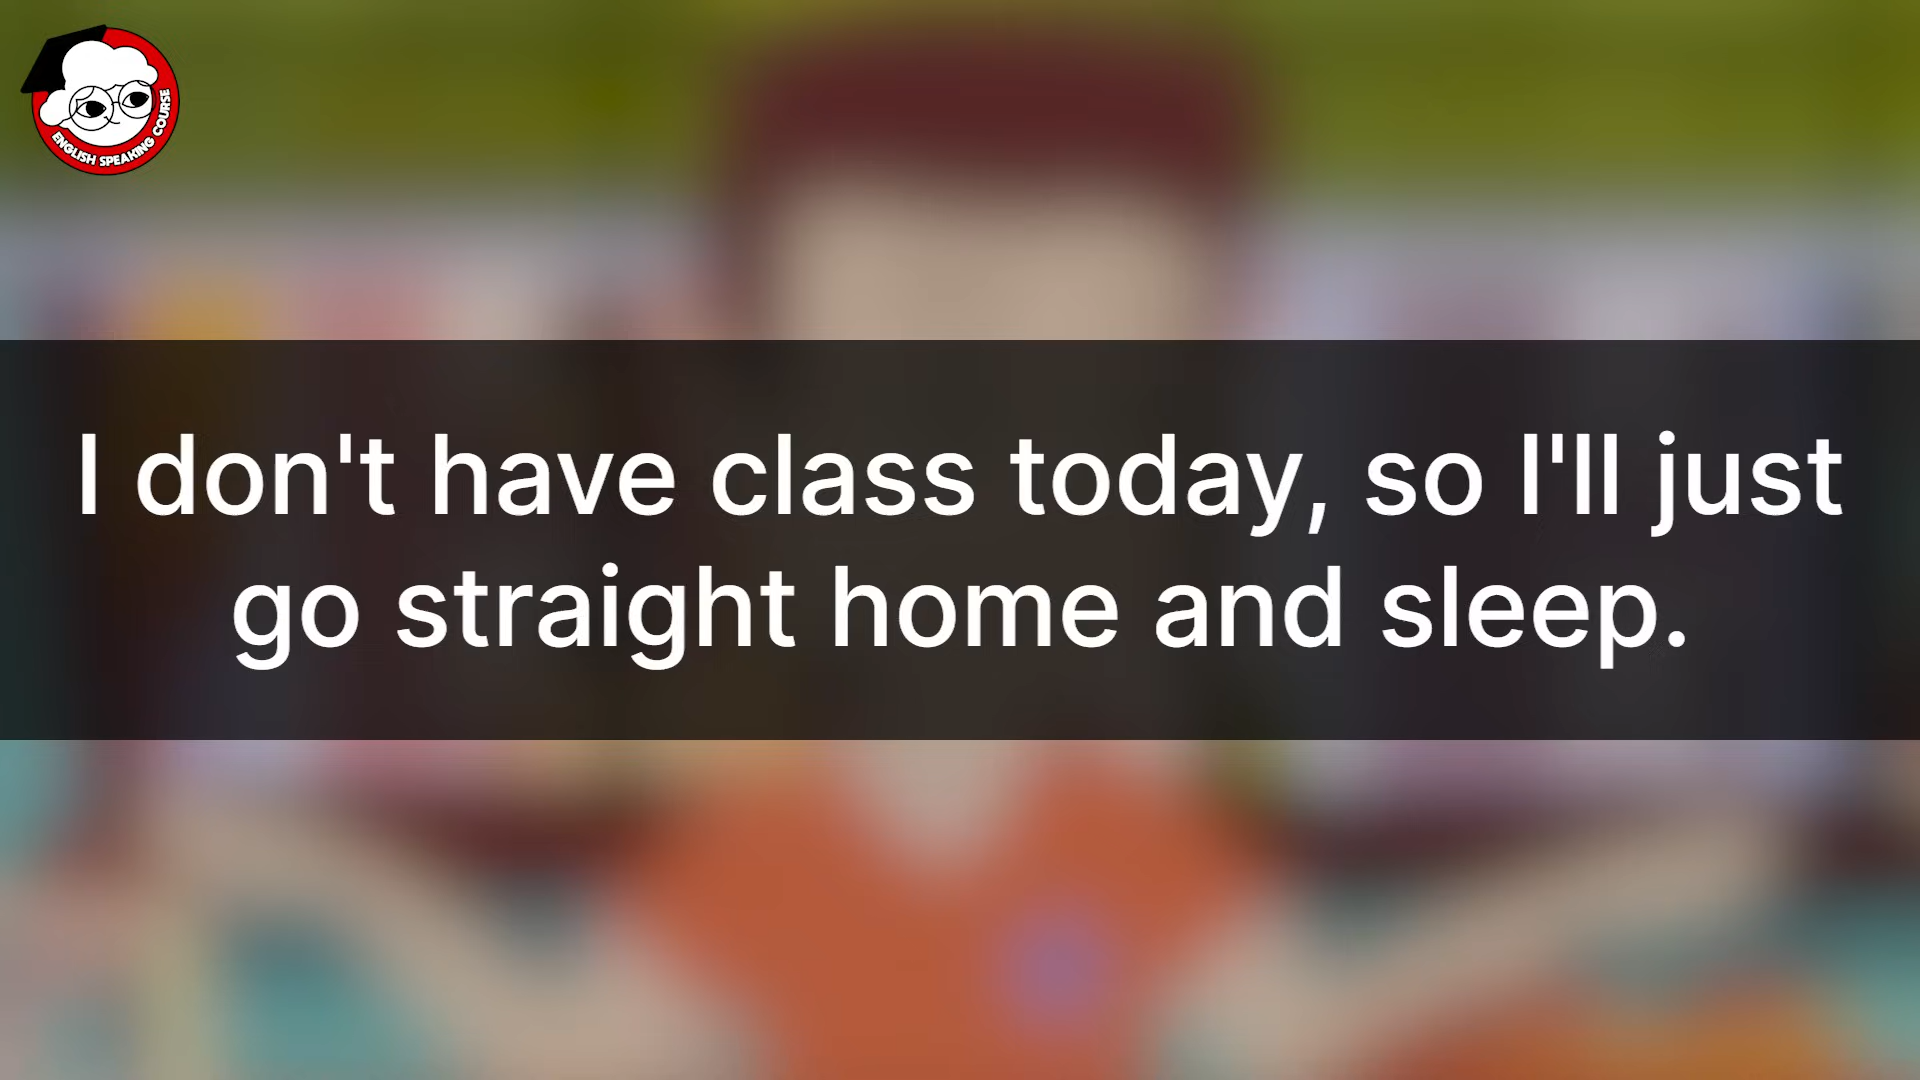 ENGLISH SPEAKING COURSE
I don't have class today, so I'll just
go straight home and sleep.